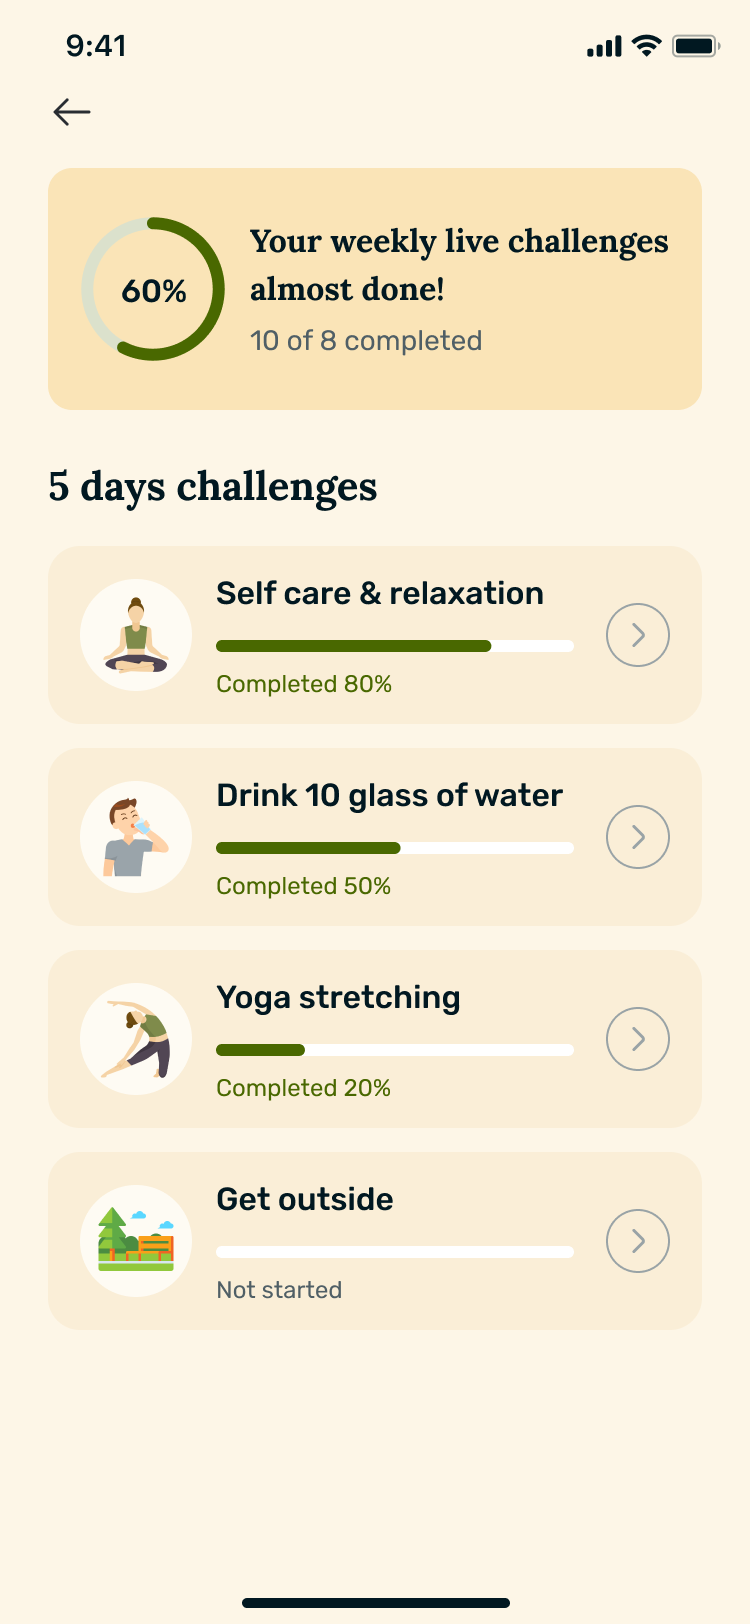 9:41
60%
Your weekly live challenges
almost done!
10 of 8 completed
5 days challenges
Self care & relaxation
Completed 80%
Drink 10 glass of water
Completed 50%
Yoga stretching
Completed 20%
Get outside
Not started